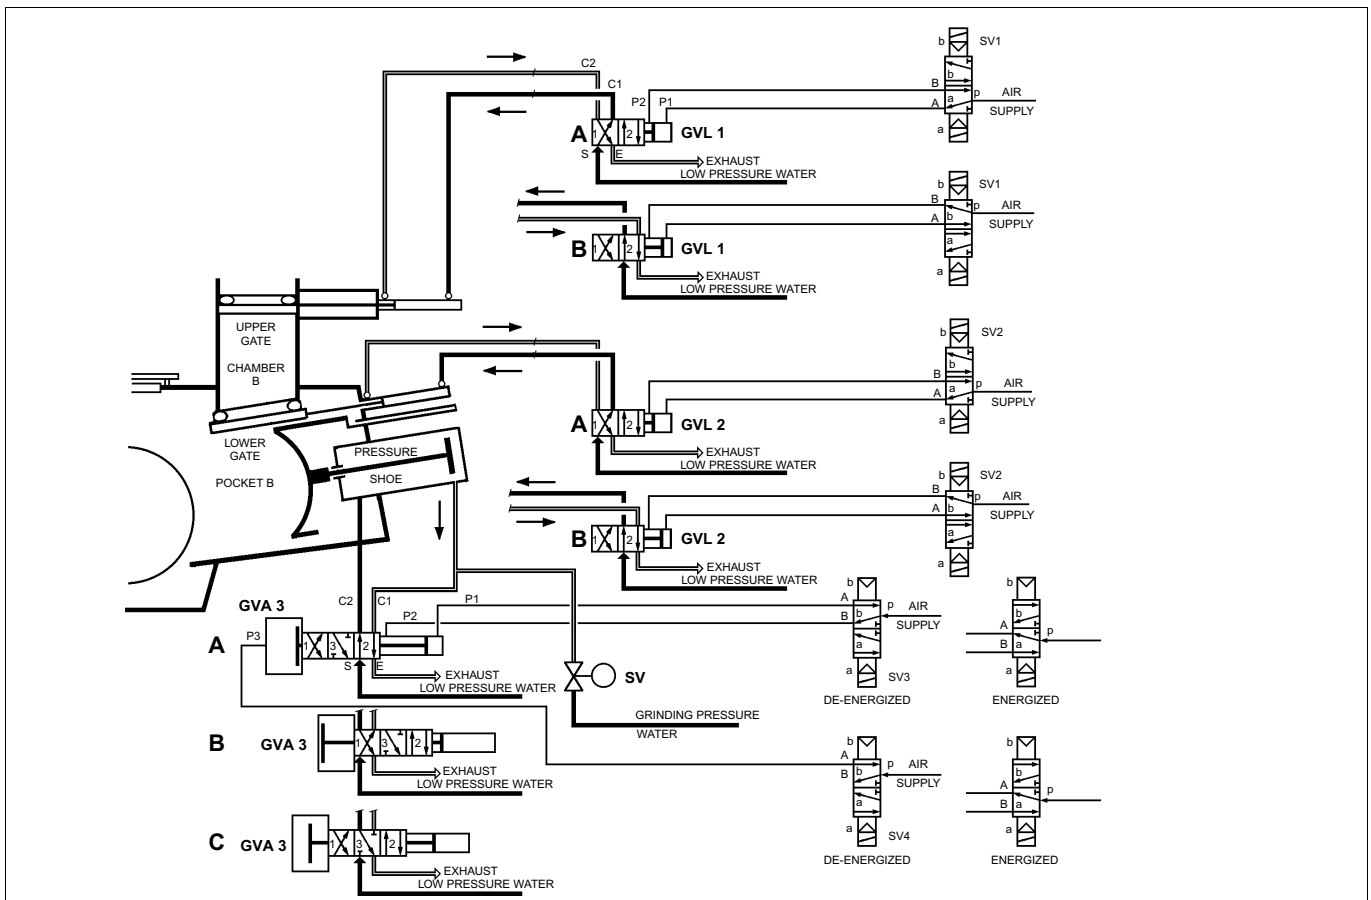 b SV1
C2
C1
b
B p AIR
P2 P1 a
A SUPPLY
A 1 2 GVL 1
a
S E
EXHAUST
LOW PRESSURE WATER
b SV1
B p AIR
b
A SUPPLY
B 1 2 GVL 1
a
a
EXHAUST
LOW PRESSURE WATER
UPPER
GATE
CHAMBER
B
b SV2
b
B p AIR
a
A SUPPLY
A 1 2 GVL 2
a
EXHAUST
LOW PRESSURE WATER
LOWER
GATE
POCKET B
PRESSURE
SHOE
b SV2
B p AIR
b
A SUPPLY
B 1 2 GVL 2
a
a
EXHAUST
LOW PRESSURE WATER
GVA 3
C2 C1
P2 P1
b
A p AIR
b
B SUPPLY
a
a SV3
DE-ENERGIZED
b
b
A p
a
B
a
ENERGIZED
P3
A 1 3 2
S E
EXHAUST
LOW PRESSURE WATER
SV
GRINDING PRESSURE
WATER
B GVA 3 1 3 2
EXHAUST
LOW PRESSURE WATER
b
A p AIR
b
B SUPPLY
a
a SV4
DE-ENERGIZED
b
b
A p
a
B
a
ENERGIZED
C GVA 3 1 3 2
EXHAUST
LOW PRESSURE WATER